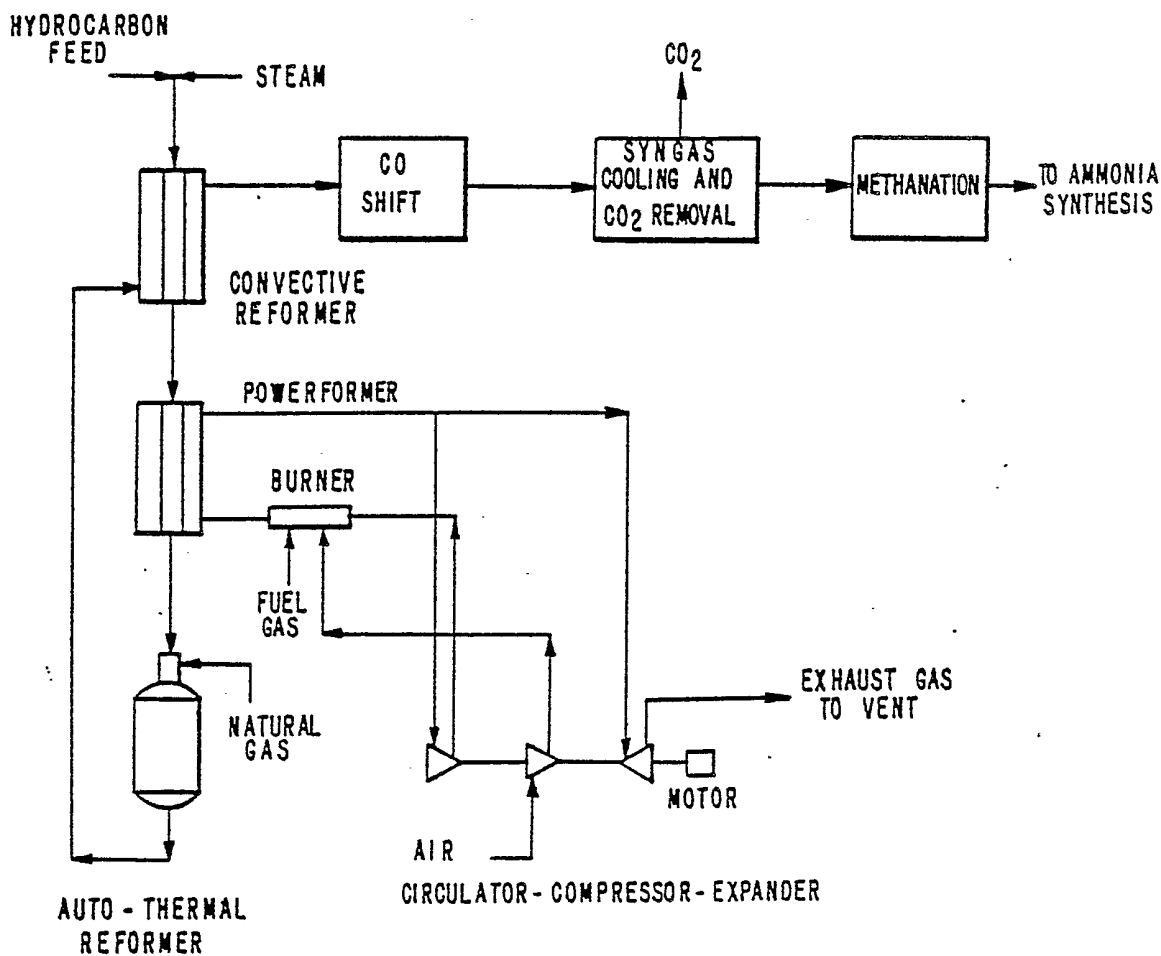 HYDROCARBON
FEED
STEAM
CO2
CO
SHIFT
SYNGAS
COOLING AND
CO2 REMOVAL
METHANATION
TO AMMONIA
SYNTHESIS
CONVECTIVE
REFORMER
POWERFORMER
BURNER
FUEL
GAS
NATURAL
GAS
EXHAUST GAS
TO VENT
MOTOR
AIR
CIRCULATOR-COMPRESSOR-EXPANDER
AUTO-THERMAL
REFORMER